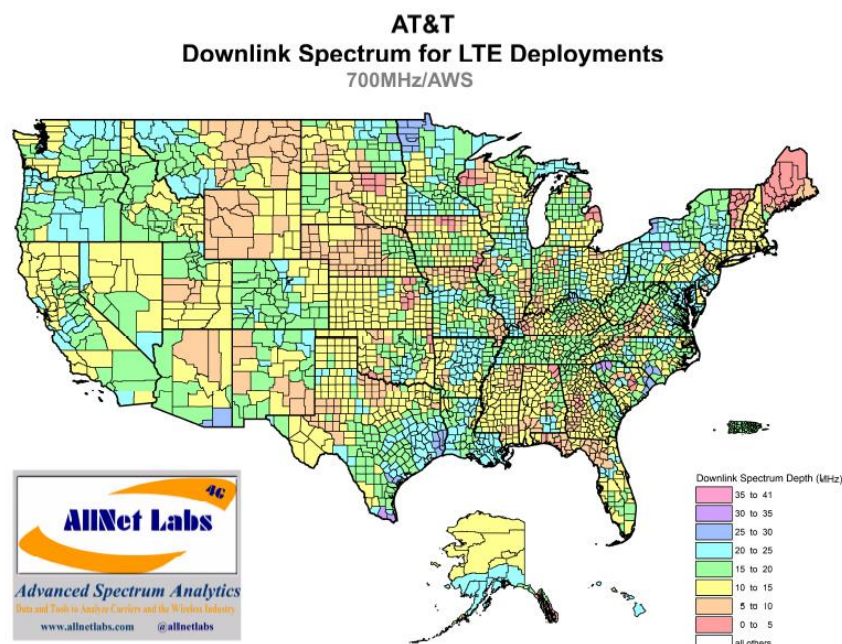 AT&T
Downlink Spectrum for LTE Deployments
700MHz/AWS
4G
AllNet Labs
Advanced Spectrum Analytics
Data and Tools to Analyze Carriers and the Wireless Industry
www.allnetlabs.com @allnetlabs
Downlink Spectrum Depth (MHz)
35 to 41
30 to 35
25 to 30
20 to 25
15 to 20
10 to 15
5 to 10
0 to 5
all others